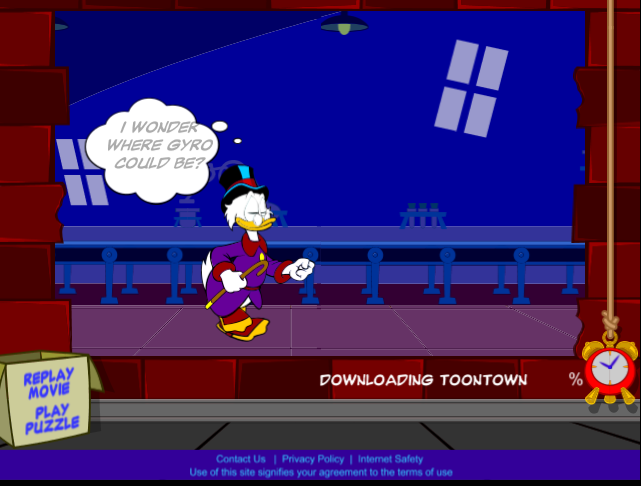 I WONDER
WHERE GYRO
COULD BE?
REPLAY
MOVIE
PLAY
PUZZLE
DOWNLOADING TOONTOWN %
Contact Us | Privacy Policy | Internet Safety
Use of this site signifies your agreement to the terms of use